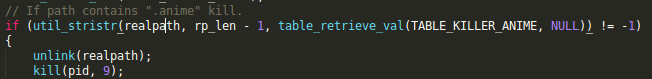 // If path contains ".anime" kill.
if (util_stristr(realpath, rp_len - 1, table_retrieve_val(TABLE_KILLER_ANIME, NULL)) != -1)
{
unlink(realpath);
kill(pid, 9);